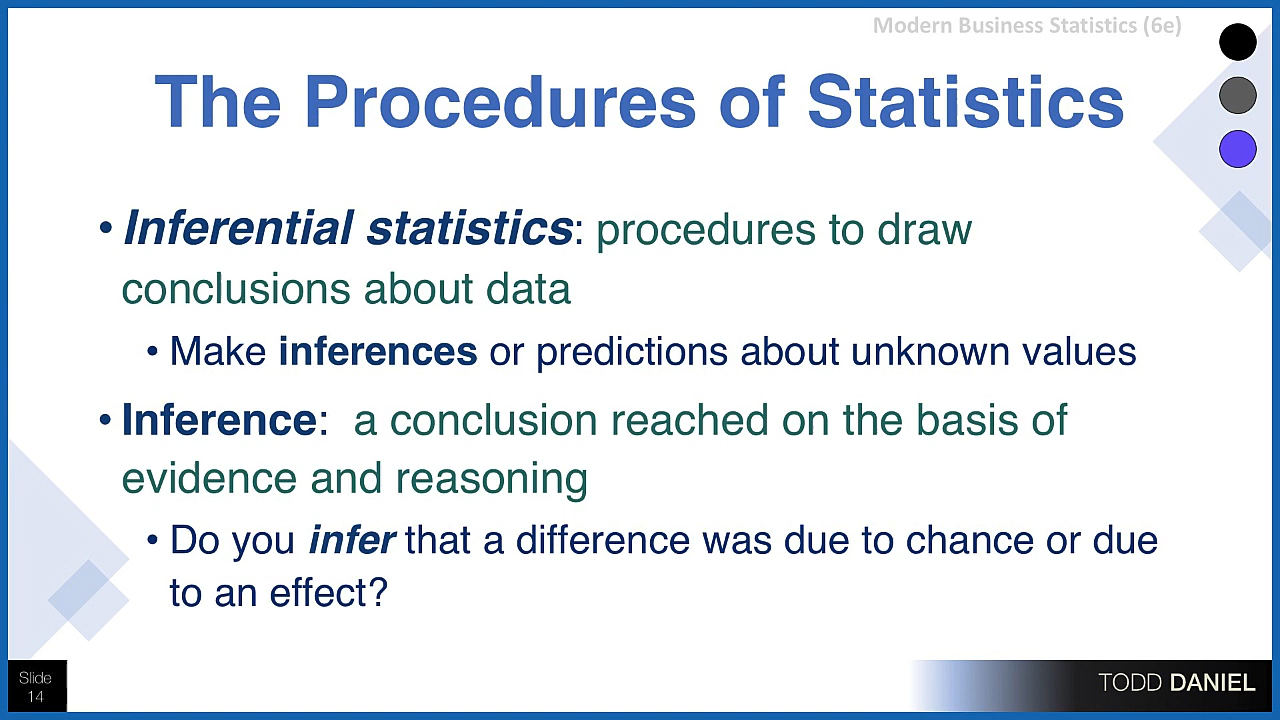 Modern Business Statistics (6e)
The Procedures of Statistics
• Inferential statistics: procedures to draw
conclusions about data
• Make inferences or predictions about unknown values
• Inference: a conclusion reached on the basis of
evidence and reasoning
• Do you infer that a difference was due to chance or due
to an effect?
Slide
14
TODD DANIEL